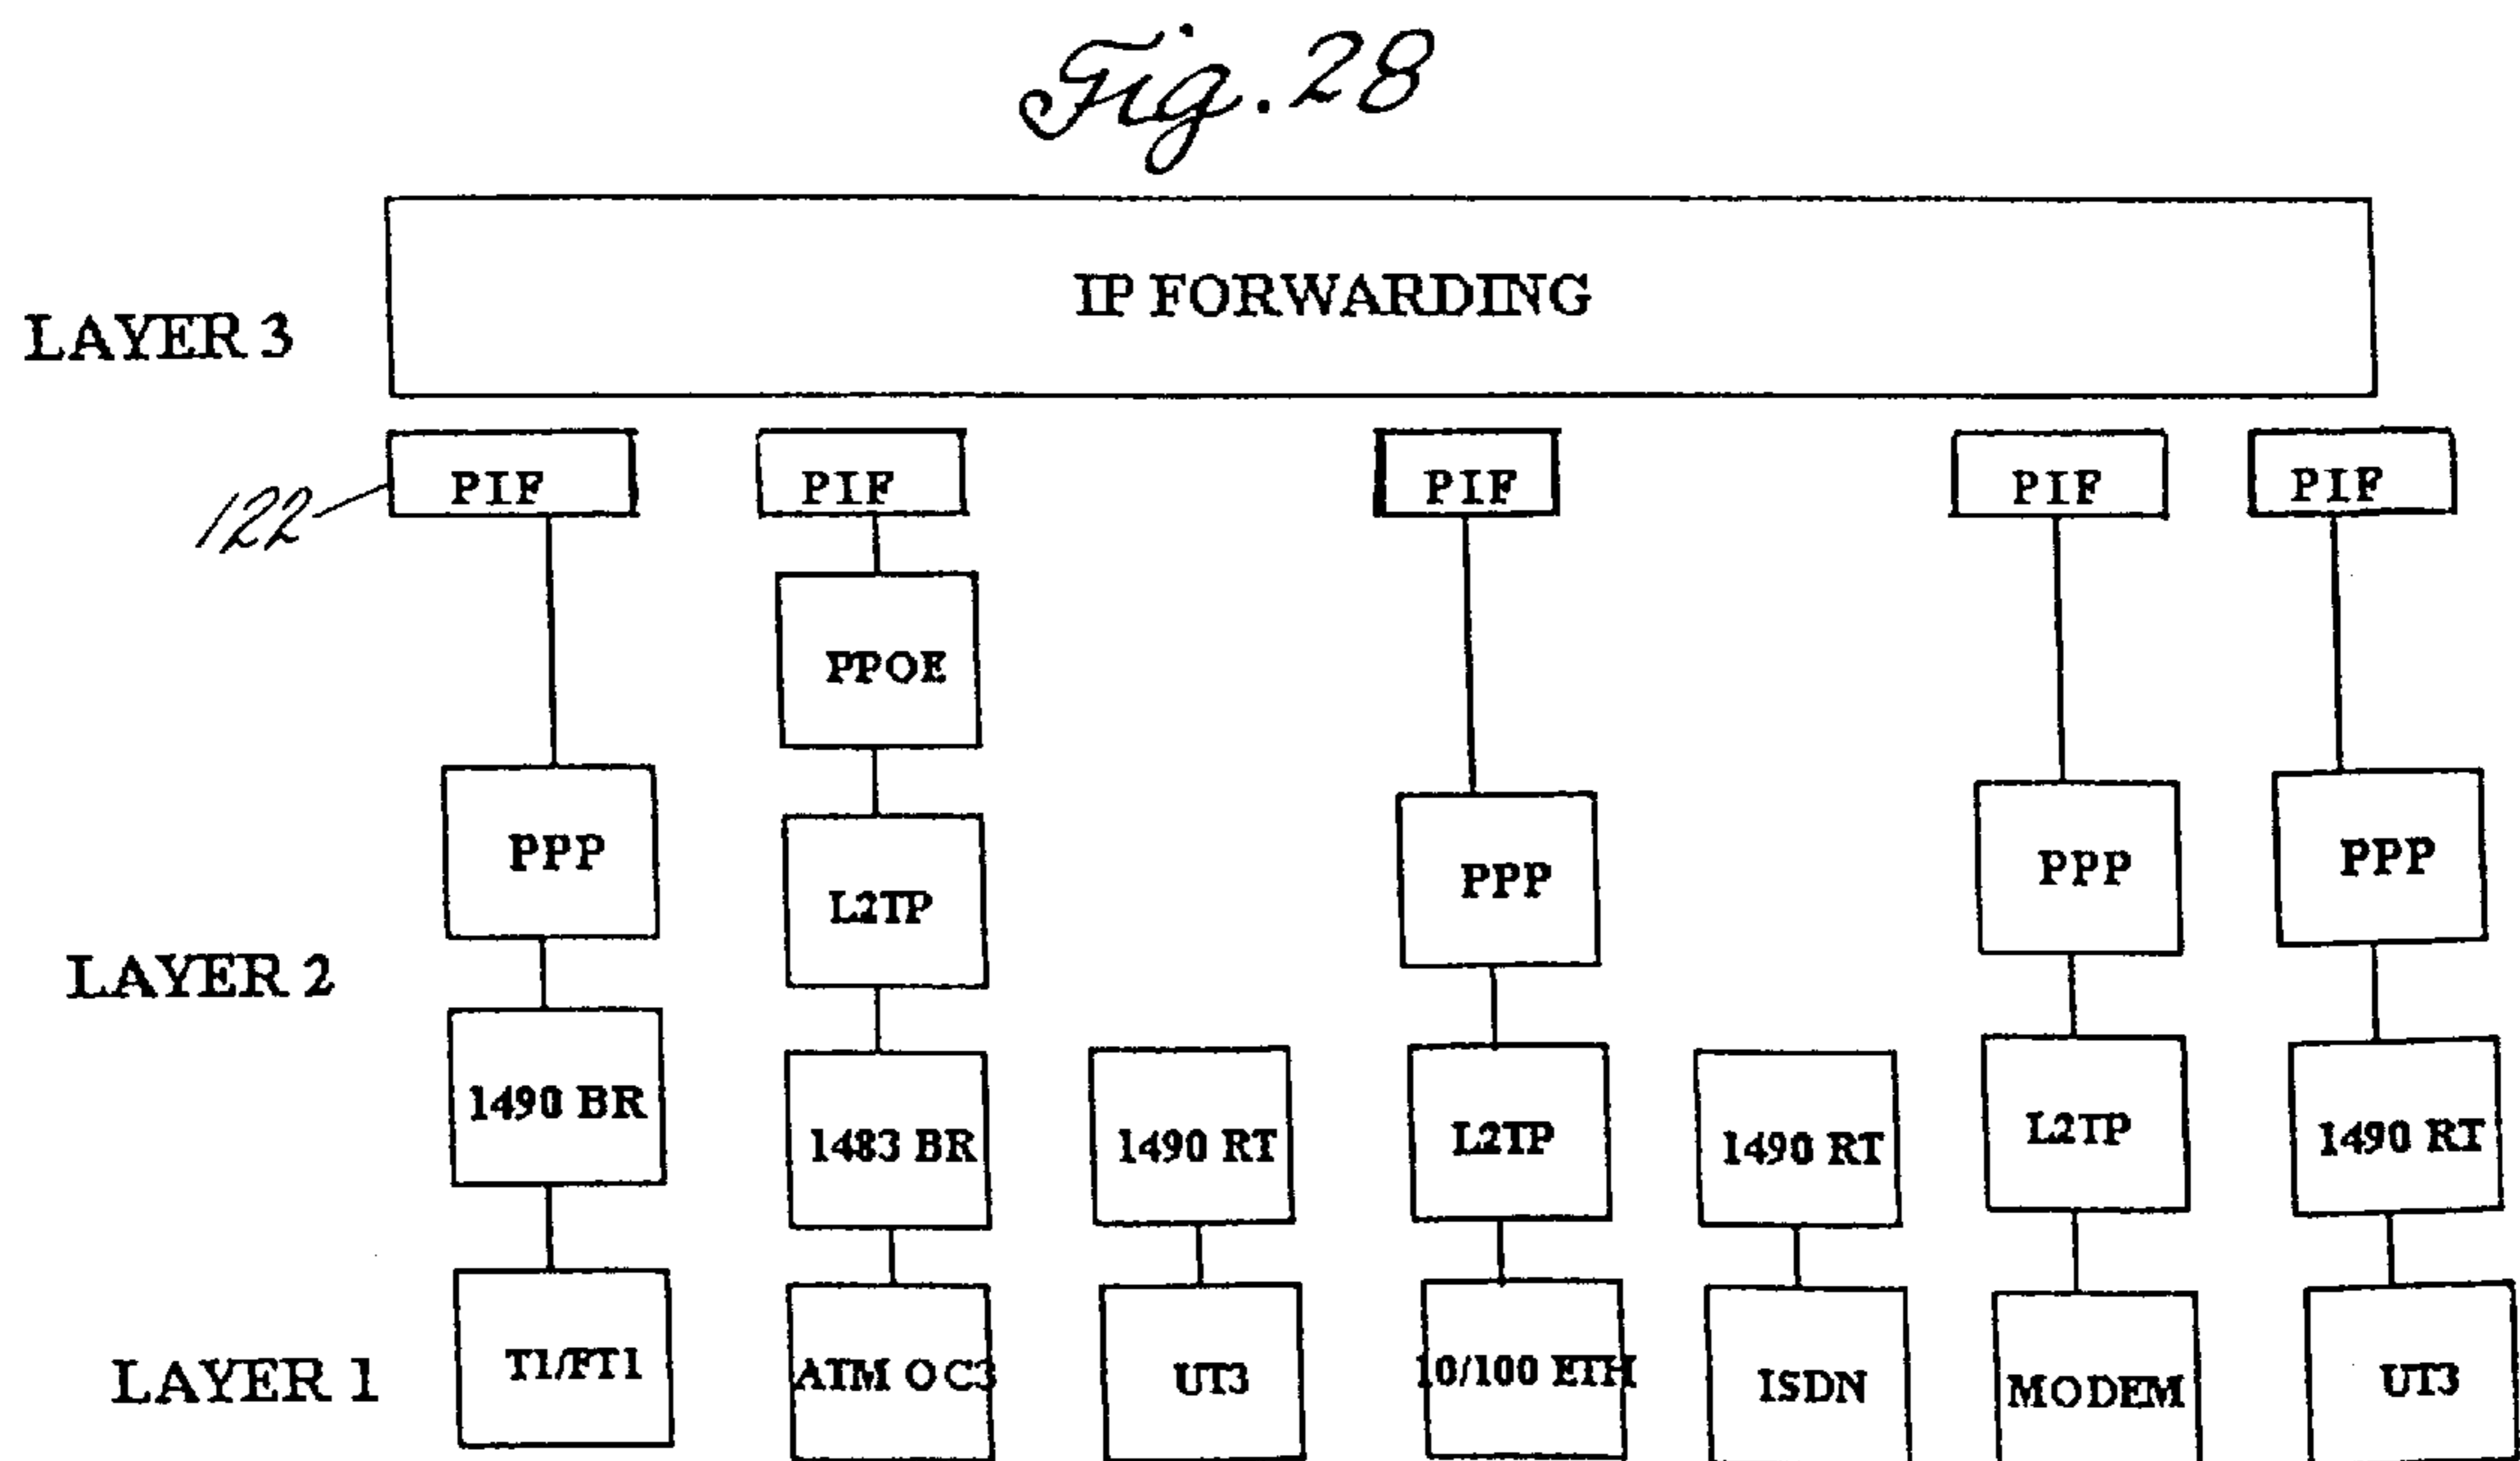 Fig. 28
IP FORWARDING
LAYER 3
PIF PIF PIF PIF PIF
122
PPOE
PPP L2TP PPP PPP PPP
LAYER 2
1490 BR 1483 BR 1490 RT L2TP 1490 RT L2TP 1490 RT
T1/FT1 ATM OC3 UT3 10/100 ETH ISDN MODEM UT3
LAYER 1